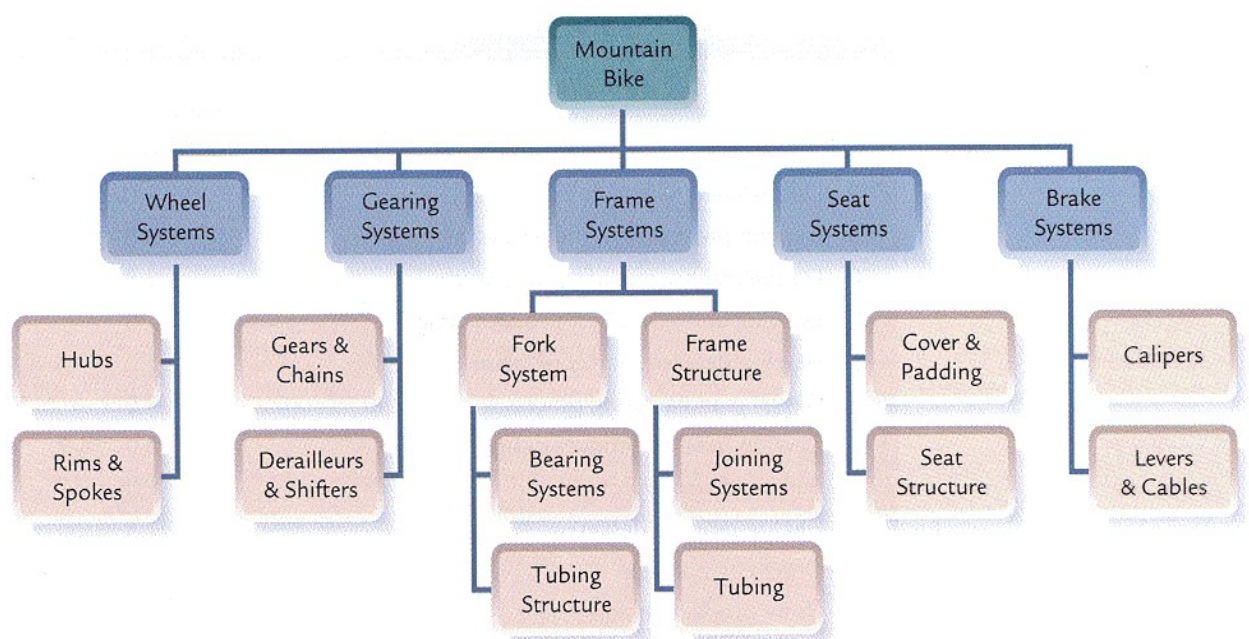 Mountain
Bike
Wheel
Systems
Gearing
Systems
Frame
Systems
Seat
Systems
Brake
Systems
Hubs
Gears &
Chains
Fork
System
Frame
Structure
Cover &
Padding
Calipers
Rims &
Spokes
Derailleurs
& Shifters
Bearing
Systems
Joining
Systems
Seat
Structure
Levers
& Cables
Tubing
Structure
Tubing